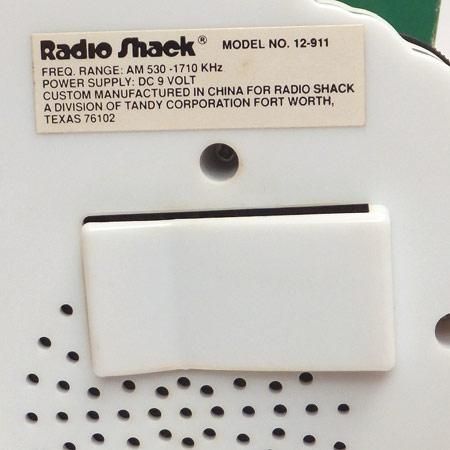 Radio Shack® MODEL NO. 12-911
FREQ. RANGE: AM 530 -1710 KHz
POWER SUPPLY: DC 9 VOLT
CUSTOM MANUFACTURED IN CHINA FOR RADIO SHACK
A DIVISION OF TANDY CORPORATION FORT WORTH,
TEXAS 76102